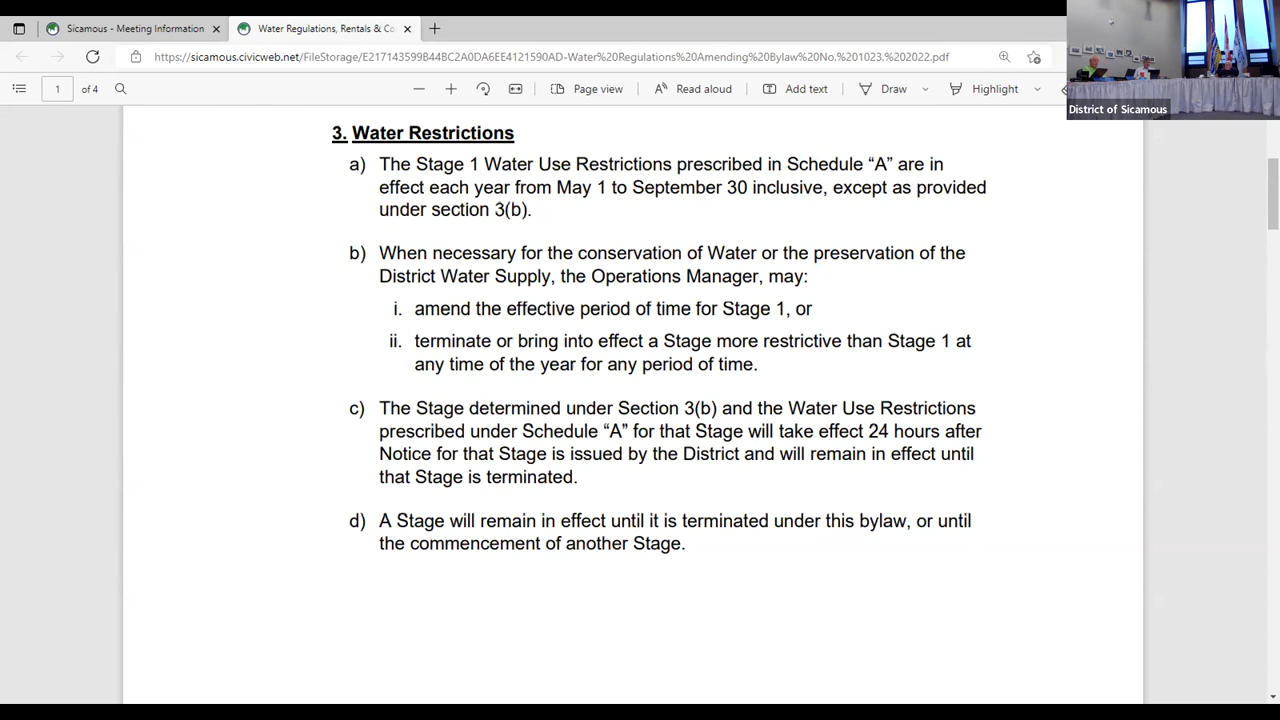 Sicamous - Meeting Information
Water Regulations, Rentals & Co
https://sicamous.civicweb.net/FileStorage/E217143599B44BC2A0DA6EE4121590AD-Water%20Regulations%20Amending%20Bylaw%20No.%201023,%202022.pdf
1 of 4
Page view
Read aloud
Add text
Draw
Highlight
District of Sicamous
3. Water Restrictions
a) The Stage 1 Water Use Restrictions prescribed in Schedule “A” are in
effect each year from May 1 to September 30 inclusive, except as provided
under section 3(b).
b) When necessary for the conservation of Water or the preservation of the
District Water Supply, the Operations Manager, may:
i. amend the effective period of time for Stage 1, or
ii. terminate or bring into effect a Stage more restrictive than Stage 1 at
any time of the year for any period of time.
c) The Stage determined under Section 3(b) and the Water Use Restrictions
prescribed under Schedule “A” for that Stage will take effect 24 hours after
Notice for that Stage is issued by the District and will remain in effect until
that Stage is terminated.
d) A Stage will remain in effect until it is terminated under this bylaw, or until
the commencement of another Stage.